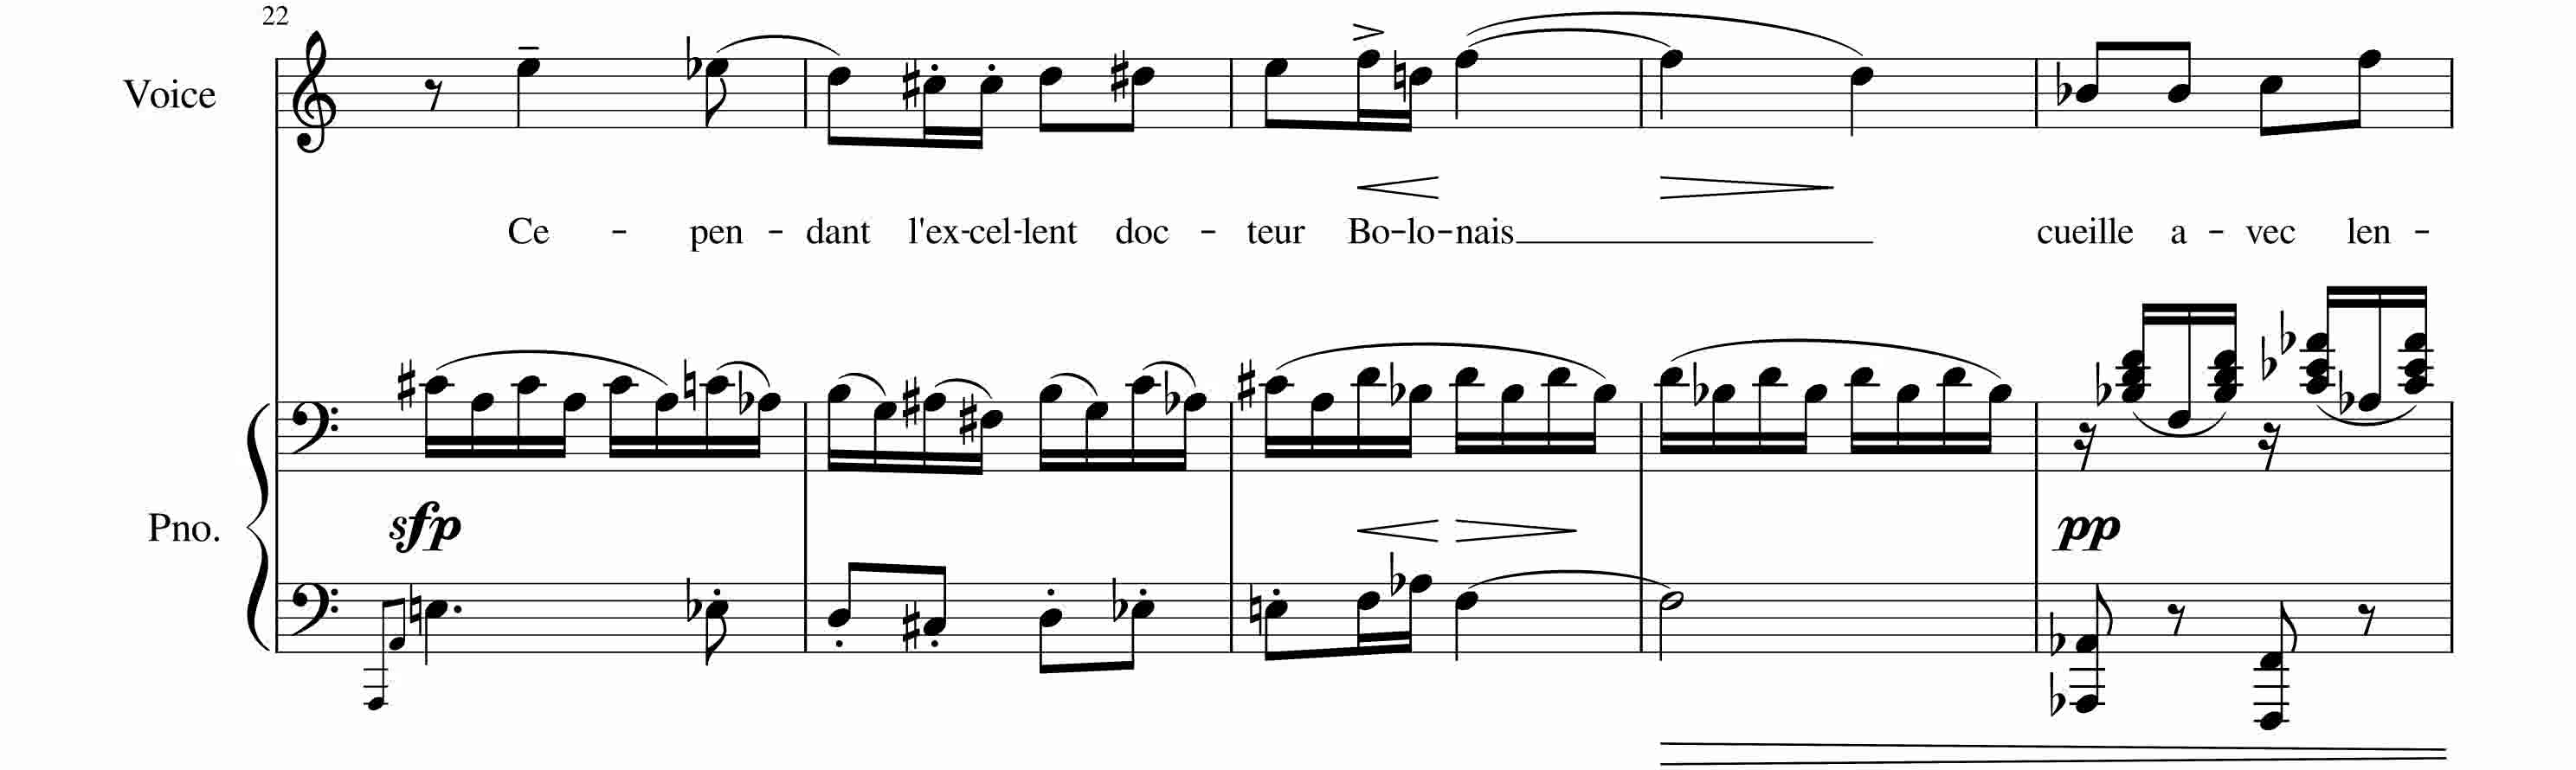 22
Voice
Ce - pen - dant l'ex-cel-lent doc - teur Bo-lo-nais cueille a - vec len -
sfp
Pno.
pp